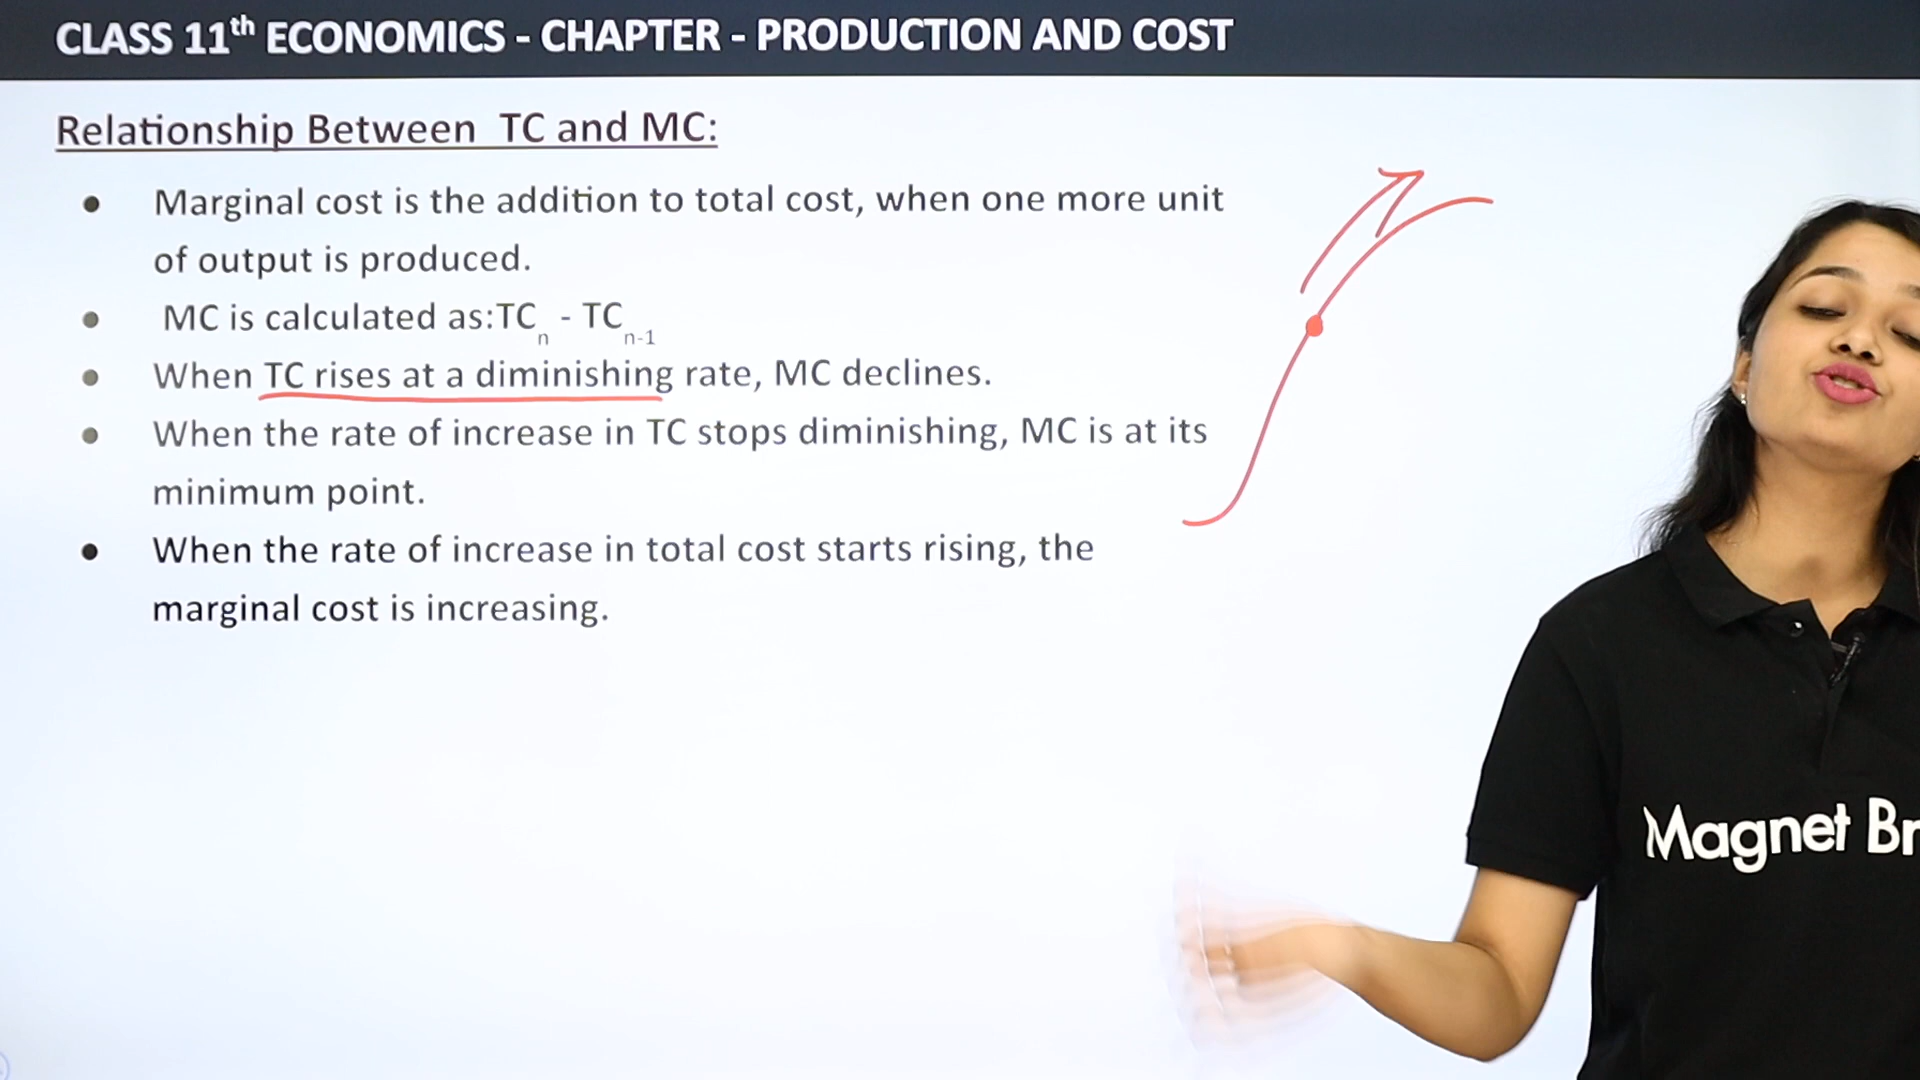 CLASS 11th ECONOMICS - CHAPTER - PRODUCTION AND COST
Relationship Between TC and MC:
● Marginal cost is the addition to total cost, when one more unit
of output is produced.
● MC is calculated as:TCn - TCn-1
● When TC rises at a diminishing rate, MC declines.
● When the rate of increase in TC stops diminishing, MC is at its
minimum point.
● When the rate of increase in total cost starts rising, the
marginal cost is increasing.
Magnet Br